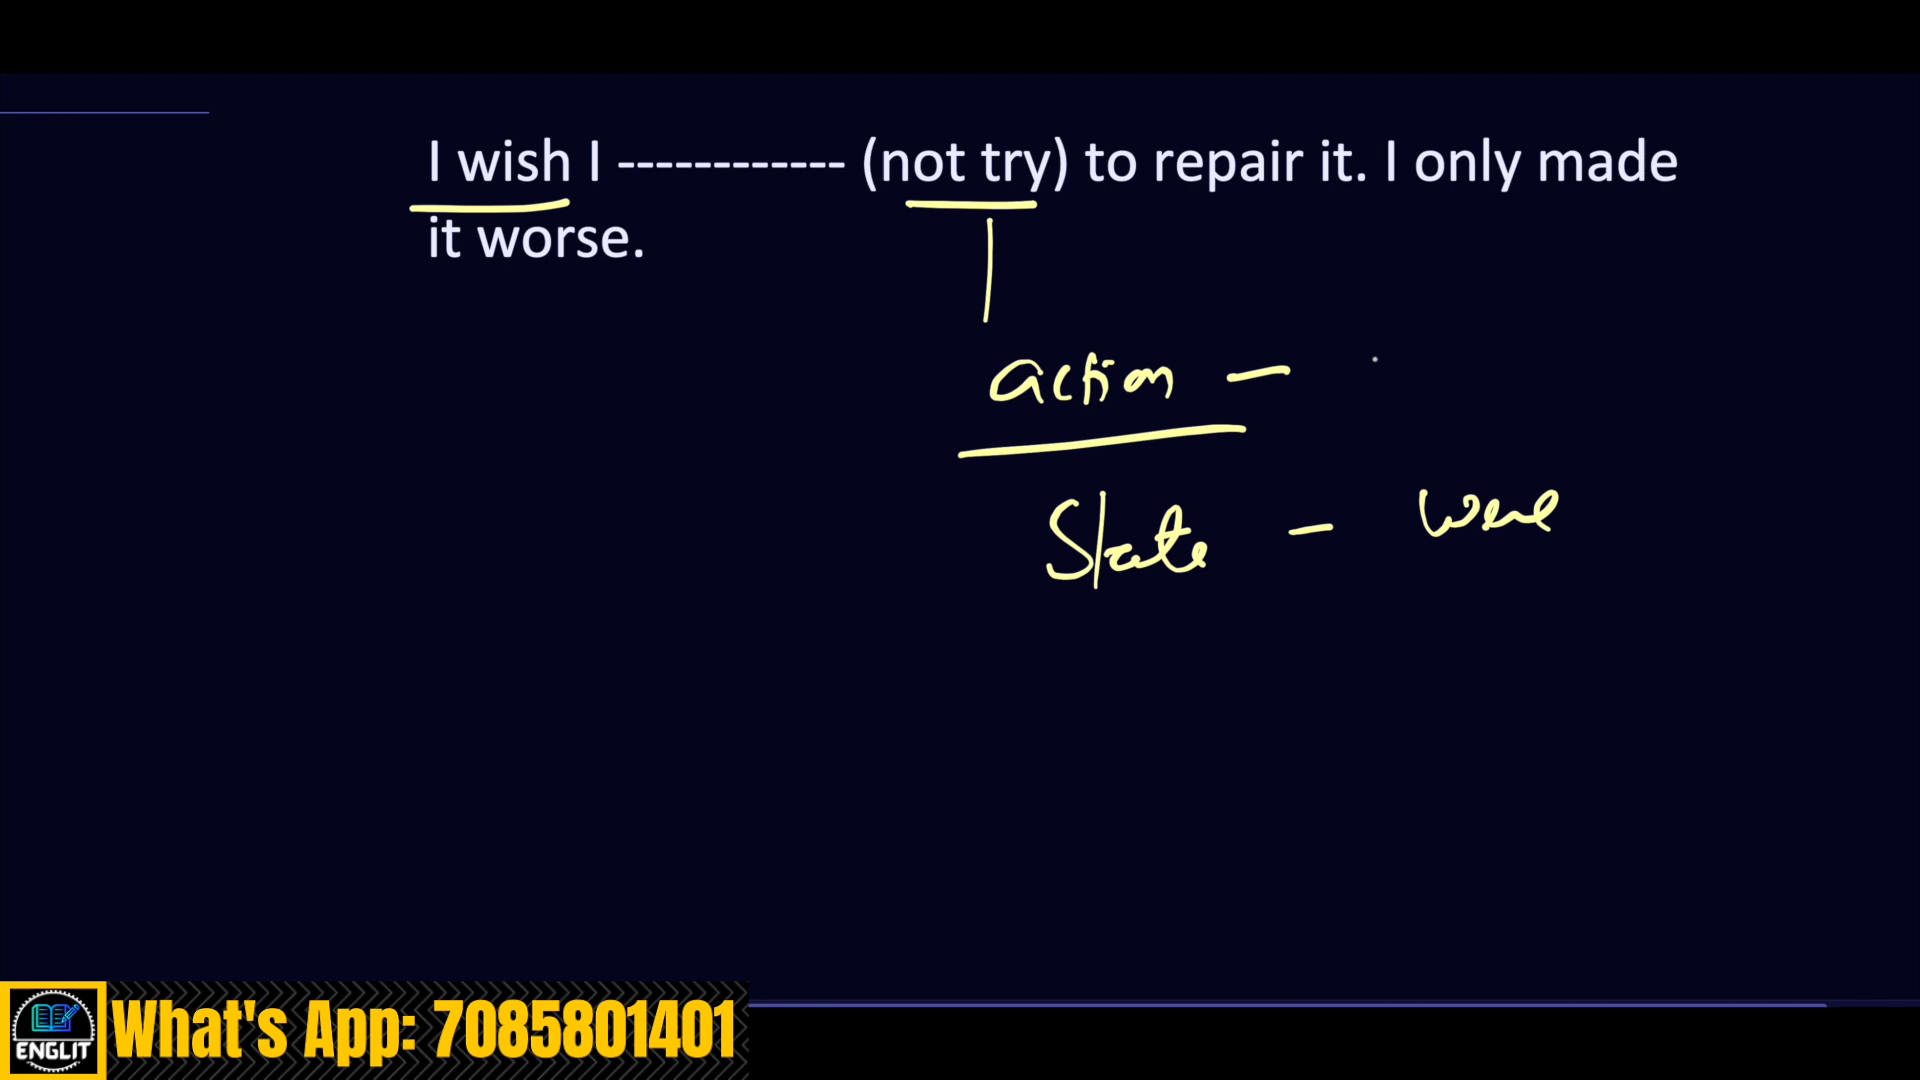 I wish I ------------ (not try) to repair it. I only made
it worse.
action -
State - were
What's App: 7085801401
ENGLIT